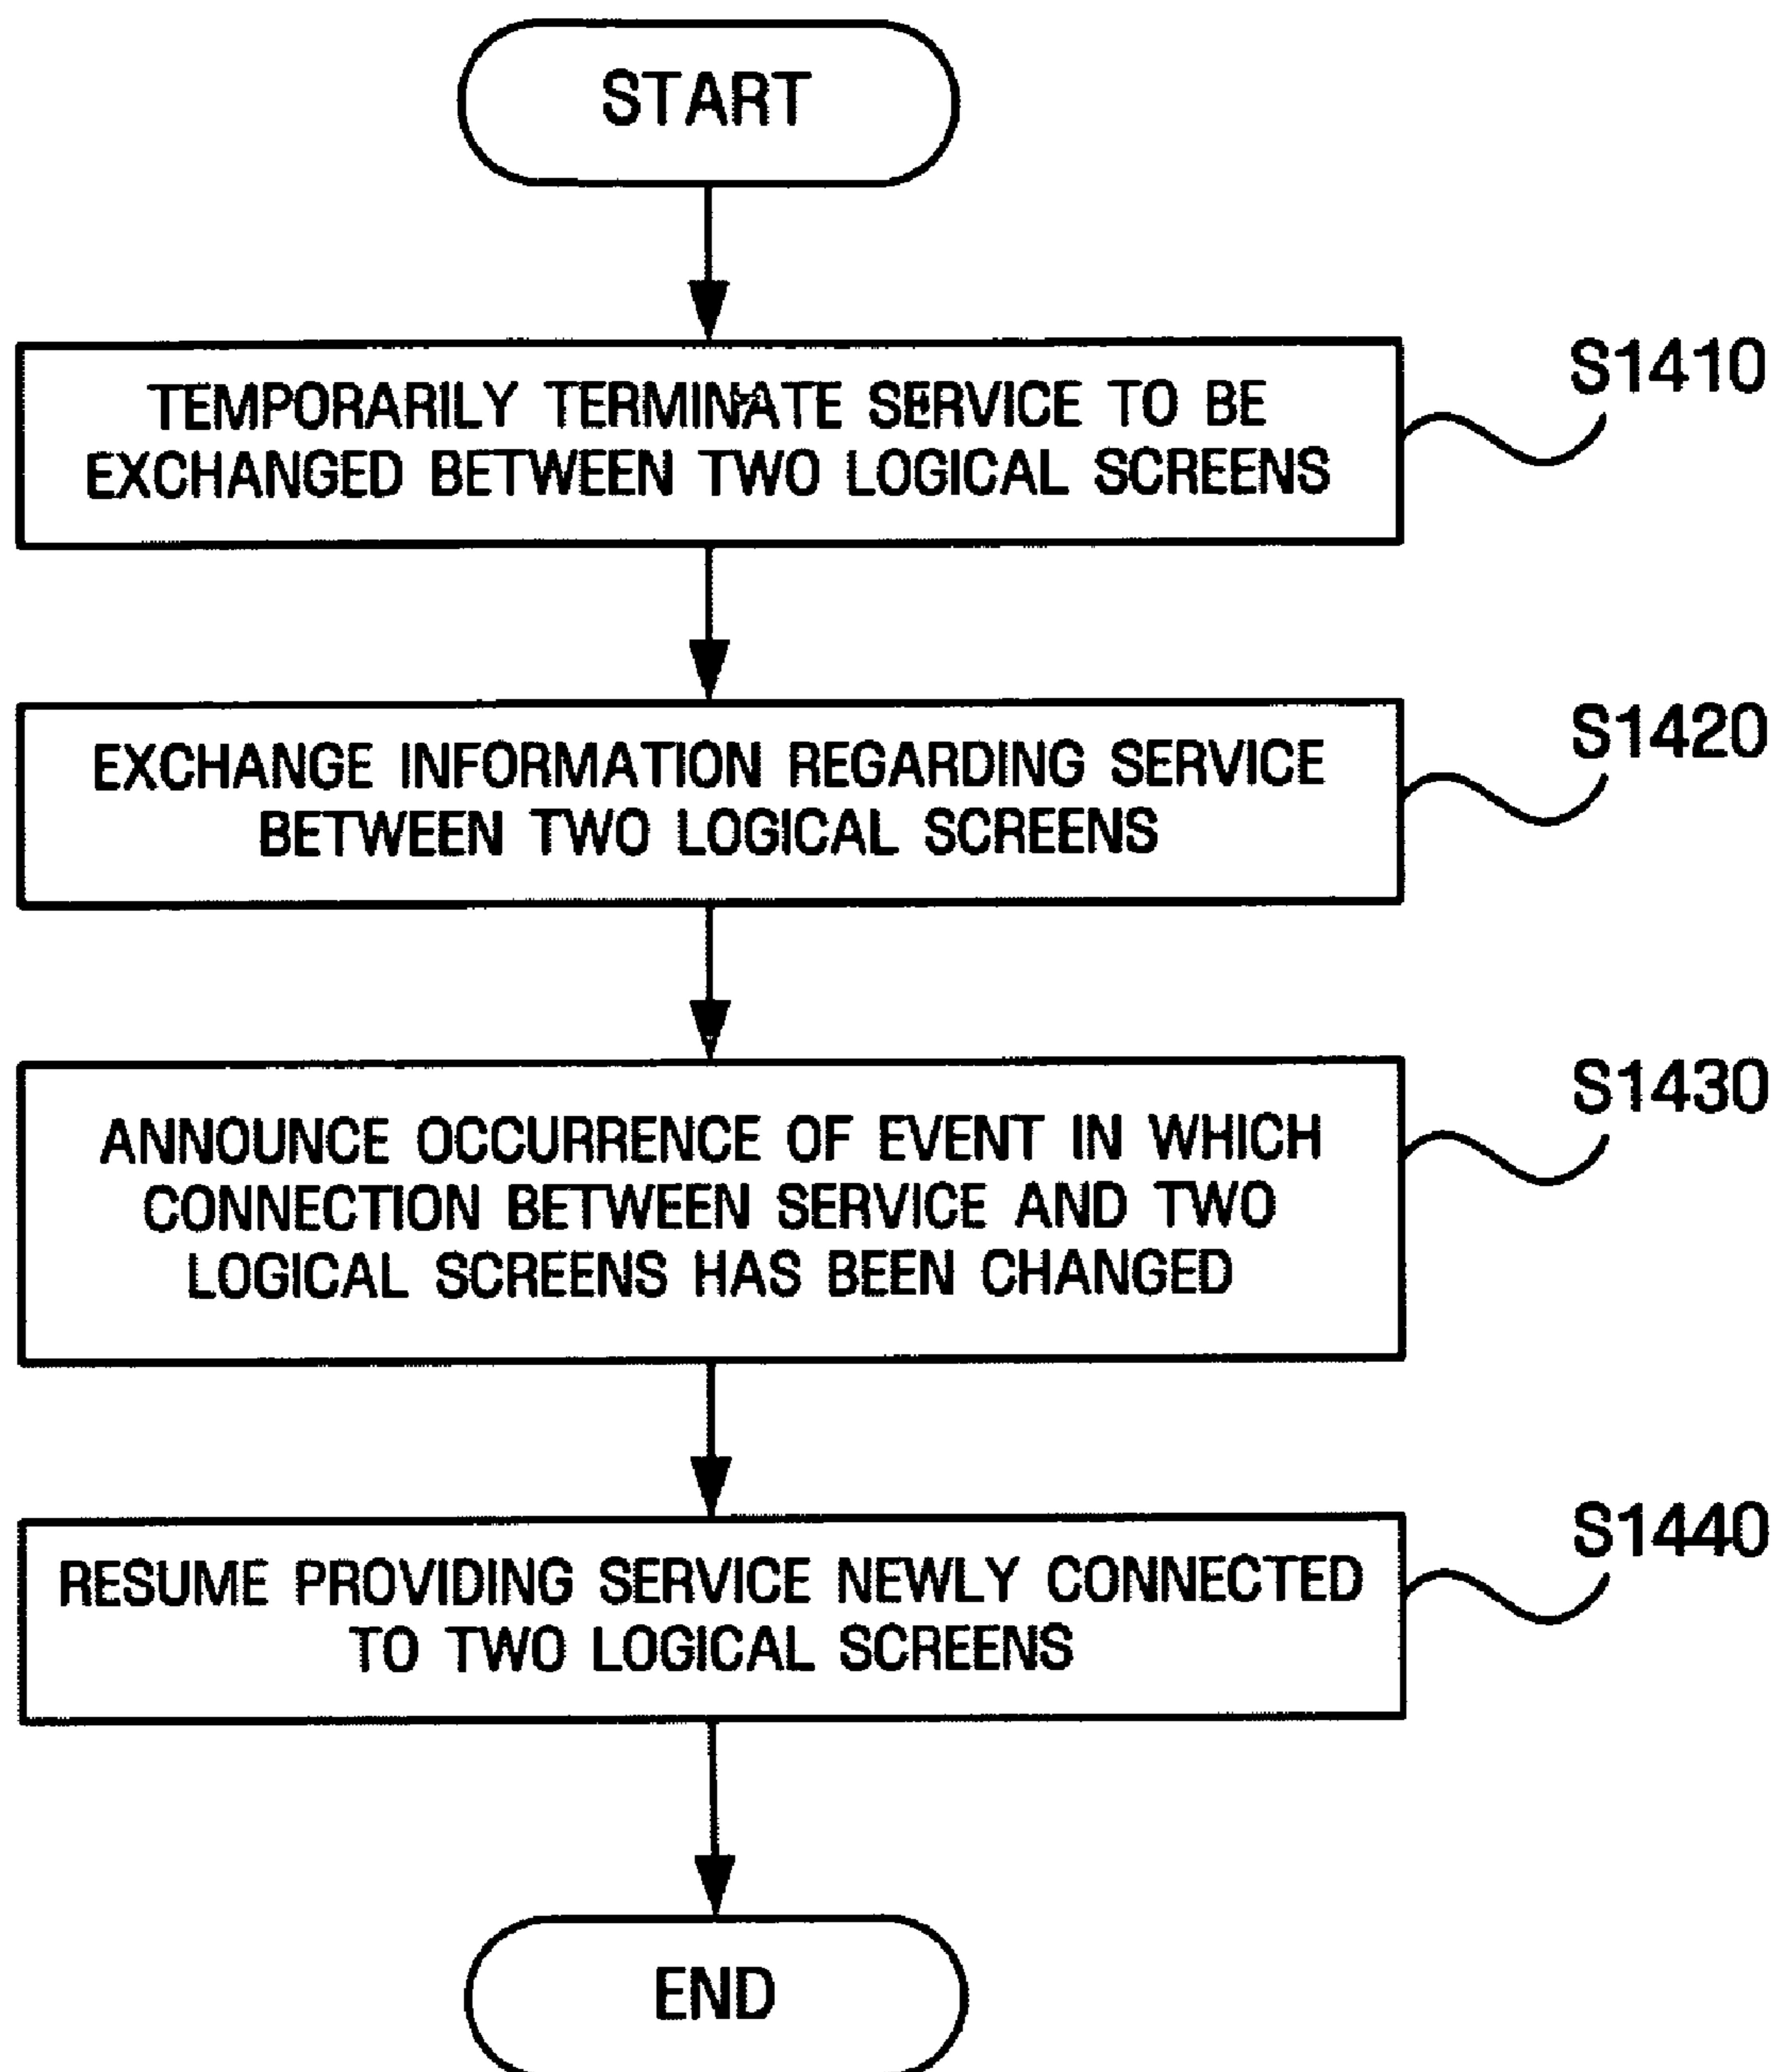 START
TEMPORARILY TERMINATE SERVICE TO BE
EXCHANGED BETWEEN TWO LOGICAL SCREENS
S1410
EXCHANGE INFORMATION REGARDING SERVICE
BETWEEN TWO LOGICAL SCREENS
S1420
ANNOUNCE OCCURRENCE OF EVENT IN WHICH
CONNECTION BETWEEN SERVICE AND TWO
LOGICAL SCREENS HAS BEEN CHANGED
S1430
RESUME PROVIDING SERVICE NEWLY CONNECTED
TO TWO LOGICAL SCREENS
S1440
END